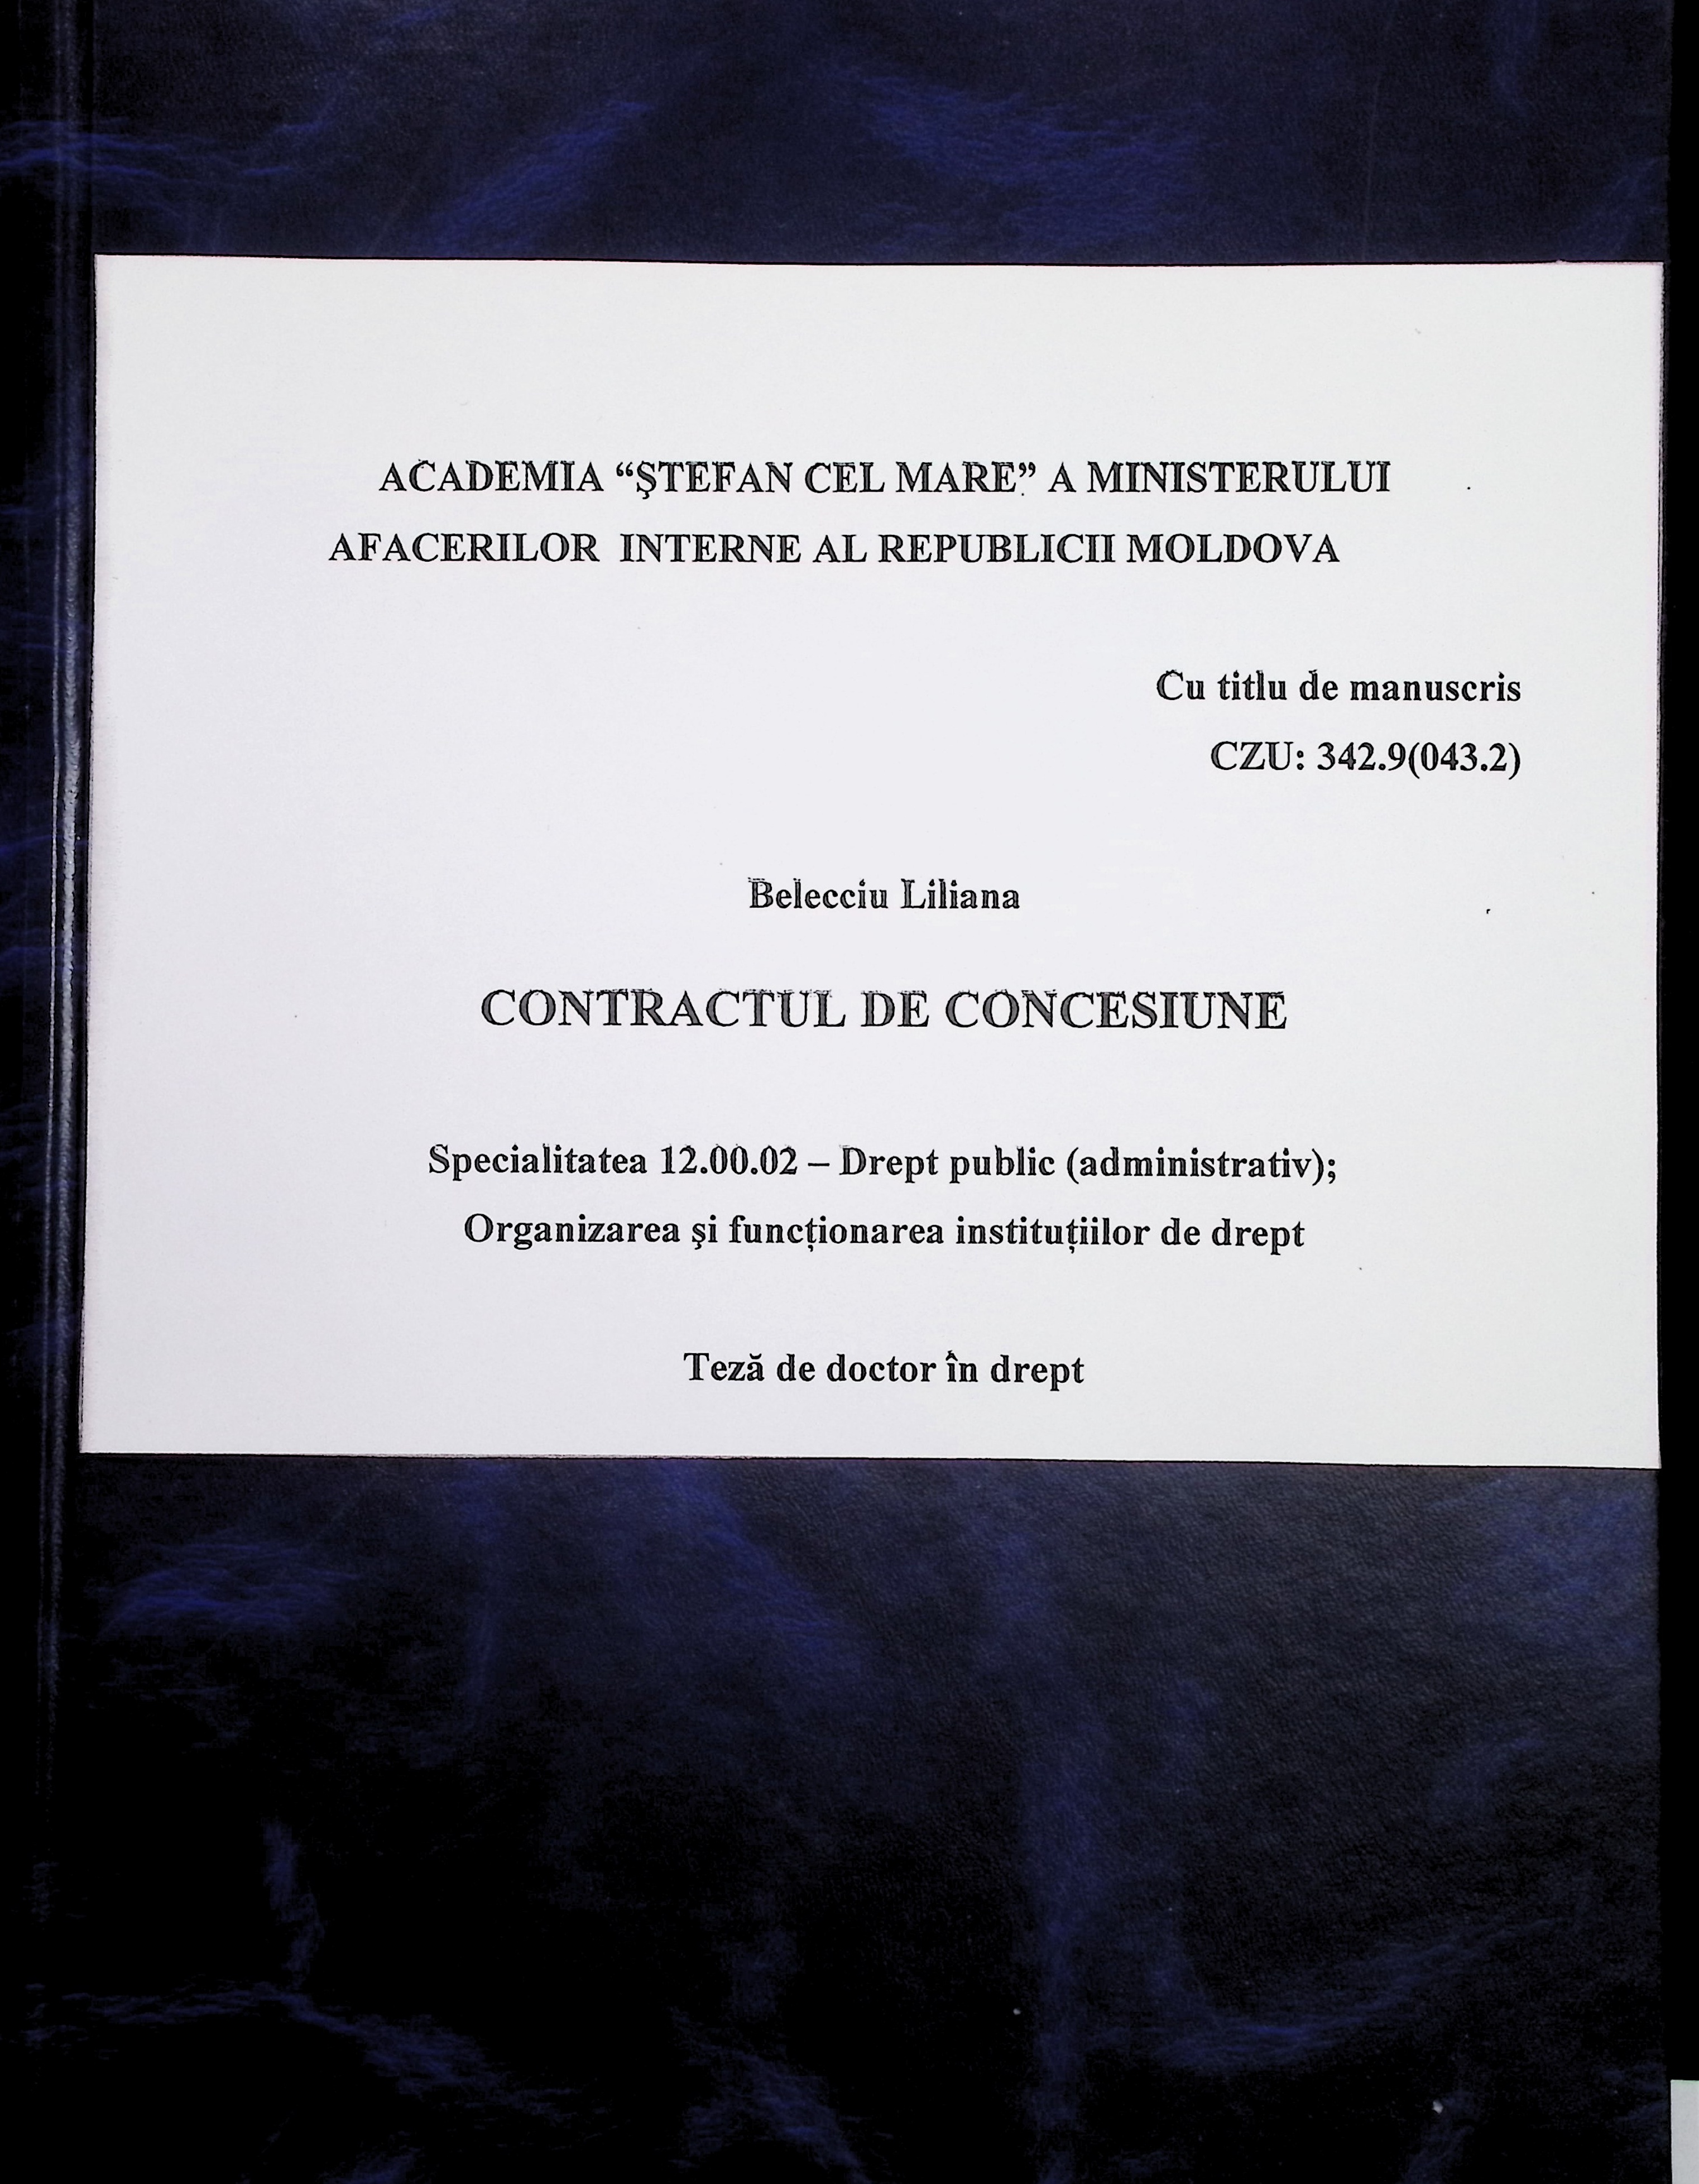 ACADEMIA “ŞTEFAN CEL MARE” A MINISTERULUI
AFACERILOR INTERNE AL REPUBLICII MOLDOVA
Cu titlu de manuscris
CZU: 342.9(043.2)
Belecciu Liliana
CONTRACTUL DE CONCESIUNE
Specialitatea 12.00.02 – Drept public (administrativ);
Organizarea şi funcţionarea instituţiilor de drept
Teză de doctor în drept